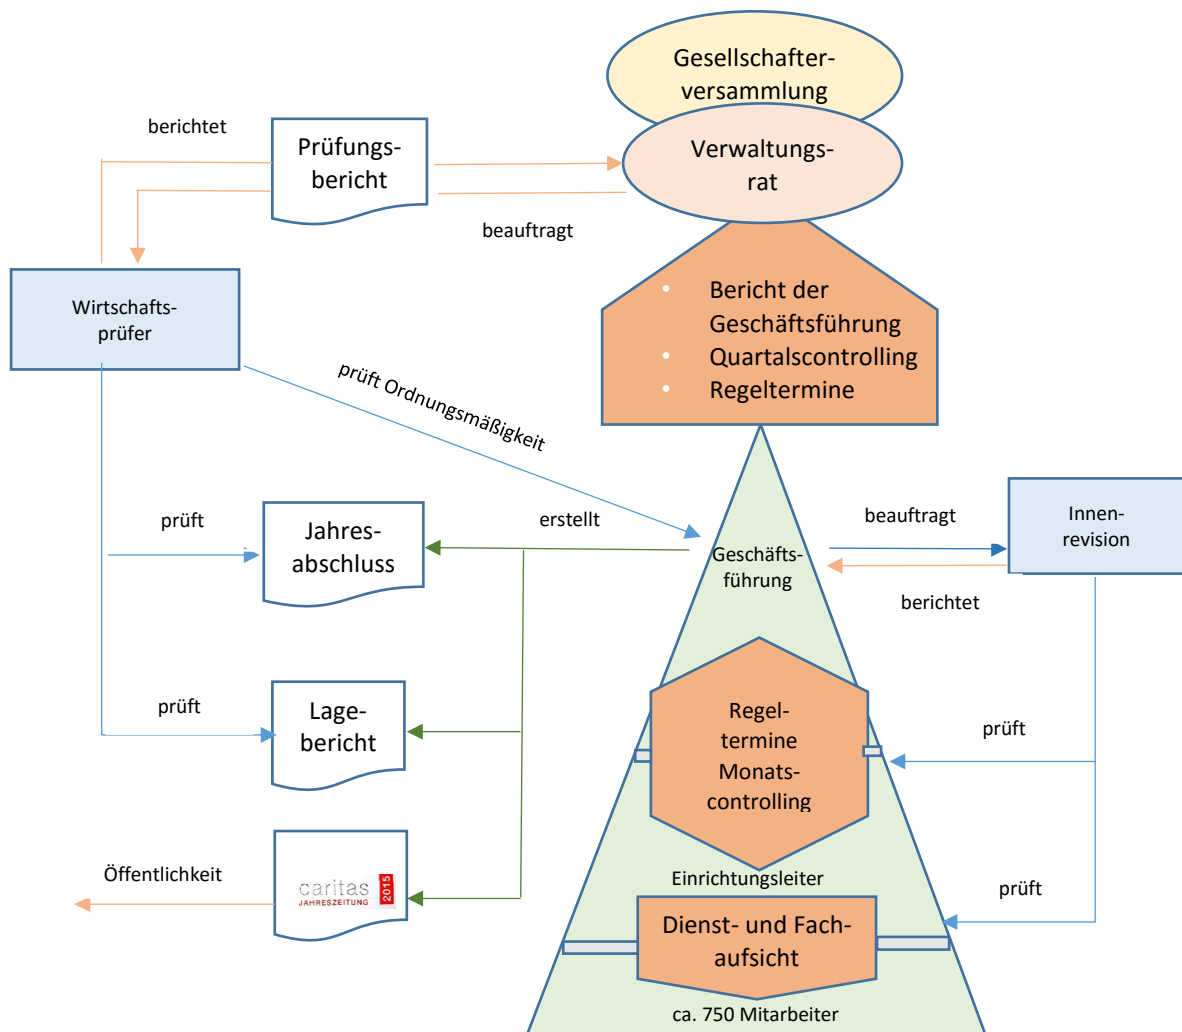 Gesellschafter-
versammlung
berichtet
Prüfungs-
bericht
Verwaltungs-
rat
beauftragt
Wirtschafts-
prüfer
• Bericht der
Geschäftsführung
• Quartalscontrolling
• Regeltermine
prüft Ordnungsmäßigkeit
prüft
Jahres-
abschluss
erstellt
Geschäfts-
führung
beauftragt
Innen-
revision
berichtet
prüft
Lage-
bericht
Regel-
termine
Monats-
controlling
prüft
Öffentlichkeit
caritas
JAHRESZEITUNG
2015
Einrichtungsleiter
prüft
Dienst- und Fach-
aufsicht
ca. 750 Mitarbeiter